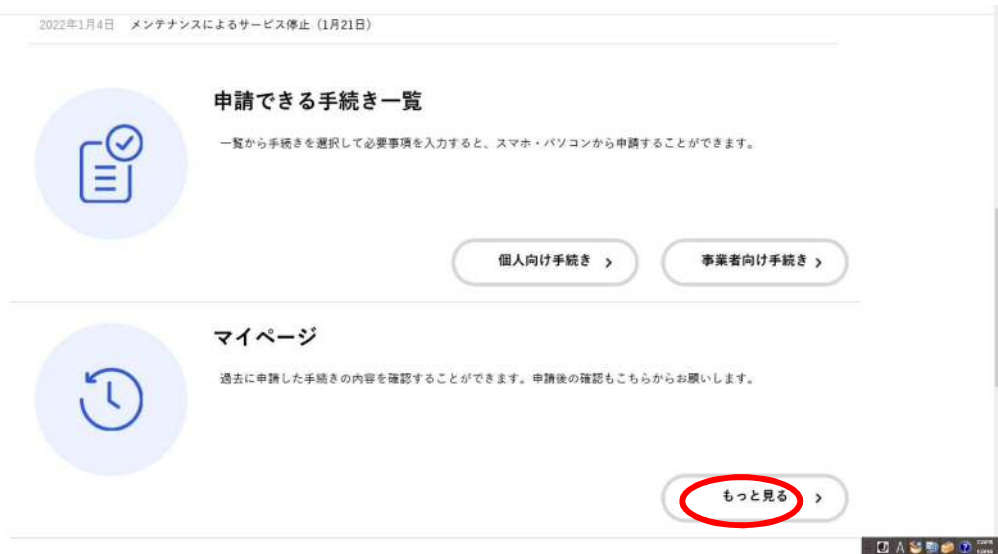 2022年1月4日 メンテナンスによるサービス停止（1月21日）
申請できる手続き一覧
一覧から手続きを選択して必要事項を入力すると、スマホ・パソコンから申請することができます。
個人向け手続き ›
事業者向け手続き ›
マイページ
過去に申請した手続きの内容を確認することができます。申請後の確認もこちらからお願いします。
もっと見る ›
A
CAPS
KANA